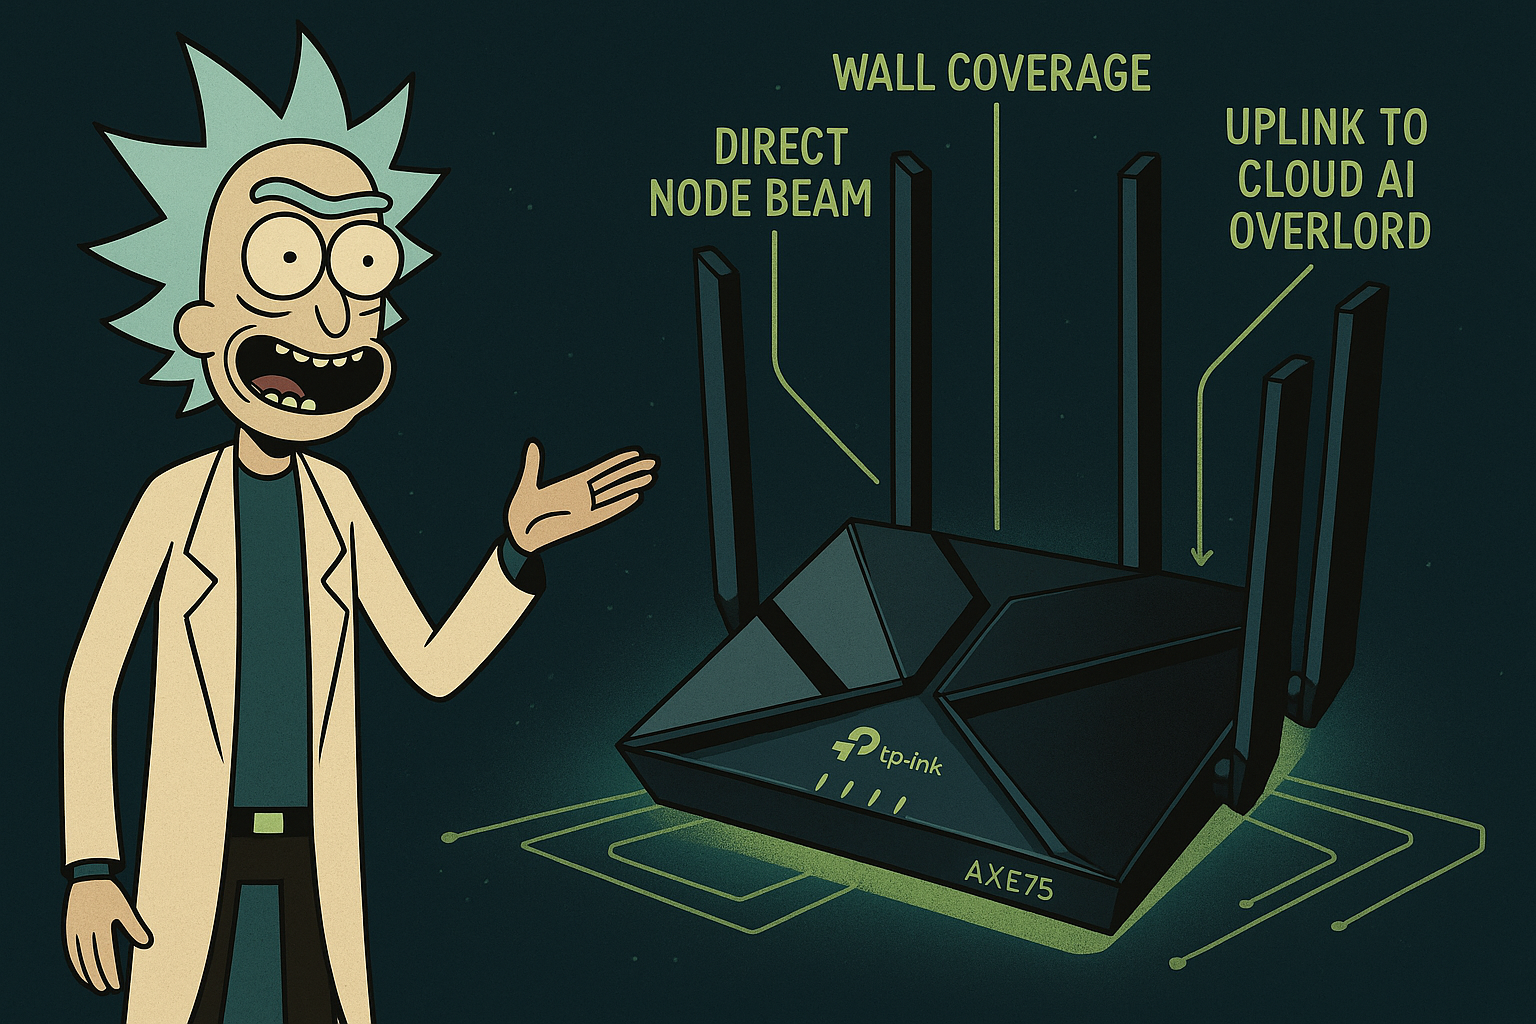 WALL COVERAGE
DIRECT
NODE BEAM
UPLINK TO
CLOUD AI
OVERLORD
tp-ink
AXE75